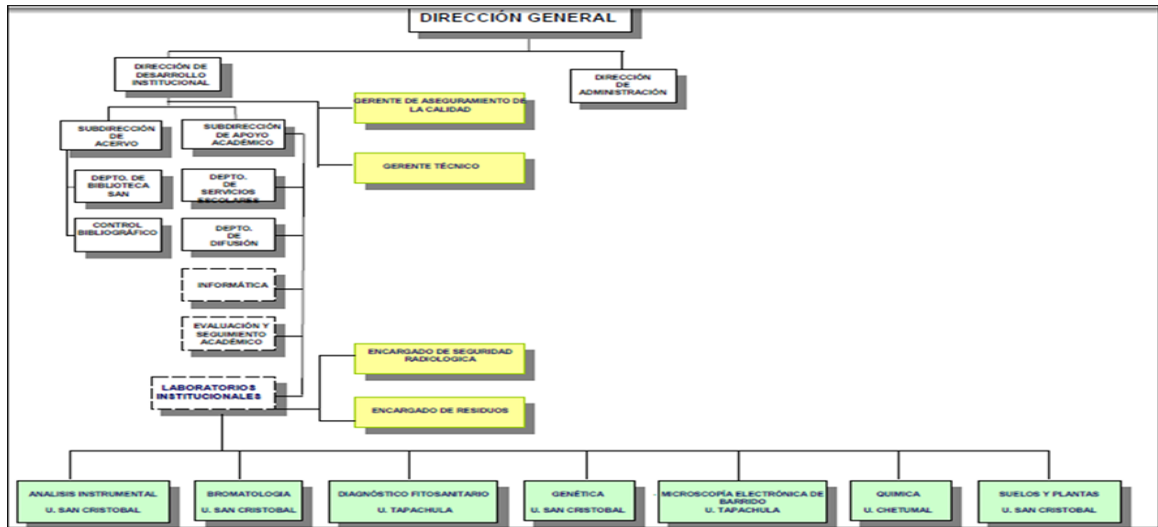 DIRECCIÓN GENERAL
DIRECCIÓN DE
DESARROLLO
INSTITUCIONAL
DIRECCIÓN
DE
ADMINISTRACIÓN
GERENTE DE ASEGURAMIENTO DE
LA CALIDAD
SUBDIRECCIÓN
DE
ACERVO
SUBDIRECCIÓN
DE APOYO
ACADÉMICO
GERENTE TÉCNICO
DEPTO. DE
BIBLIOTECA
SAN
DEPTO.
DE
SERVICIOS
ESCOLARES
CONTROL
BIBLIOGRÁFICO
DEPTO.
DE
DIFUSIÓN
INFORMÁTICA
EVALUACIÓN Y
SEGUIMIENTO
ACADÉMICO
ENCARGADO DE SEGURIDAD
RADIOLOGICA
LABORATORIOS
INSTITUCIONALES
ENCARGADO DE RESIDUOS
ANALISIS INSTRUMENTAL
U. SAN CRISTOBAL
BROMATOLOGIA
U. SAN CRISTOBAL
DIAGNÓSTICO FITOSANITARIO
U. TAPACHULA
GENÉTICA
U. SAN CRISTOBAL
MICROSCOPÍA ELECTRÓNICA DE
BARRIDO
U. TAPACHULA
QUIMICA
U. CHETUMAL
SUELOS Y PLANTAS
U. SAN CRISTOBAL